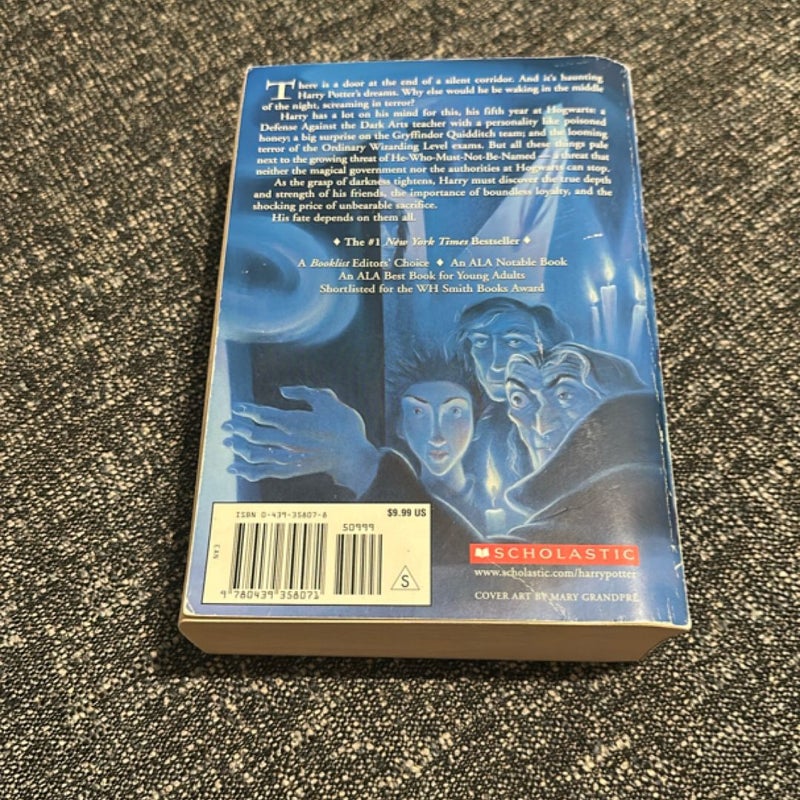 There is a door at the end of a silent corridor. And it's haunting
Harry Potter's dreams. Why else would he be waking in the middle
of the night, screaming in terror?
Harry has a lot on his mind for this, his fifth year at Hogwarts: a
Defense Against the Dark Arts teacher with a personality like poisoned
honey; a big surprise on the Gryffindor Quidditch team; and the looming
terror of the Ordinary Wizarding Level exams. But all these things pale
next to the growing threat of He-Who-Must-Not-Be-Named — a threat that
neither the magical government nor the authorities at Hogwarts can stop.
As the grasp of darkness tightens, Harry must discover the true depth
and strength of his friends, the importance of boundless loyalty, and the
shocking price of unbearable sacrifice.
His fate depends on them all.
♦ The #1 New York Times Bestseller ♦
A Booklist Editors' Choice ♦ An ALA Notable Book
An ALA Best Book for Young Adults
Shortlisted for the WH Smith Books Award
ISBN 0-439-35807-8
$9.99 US
50999
EAN
S
9 780439 358071
SCHOLASTIC
www.scholastic.com/harrypotter
COVER ART BY MARY GRANDPRÉ